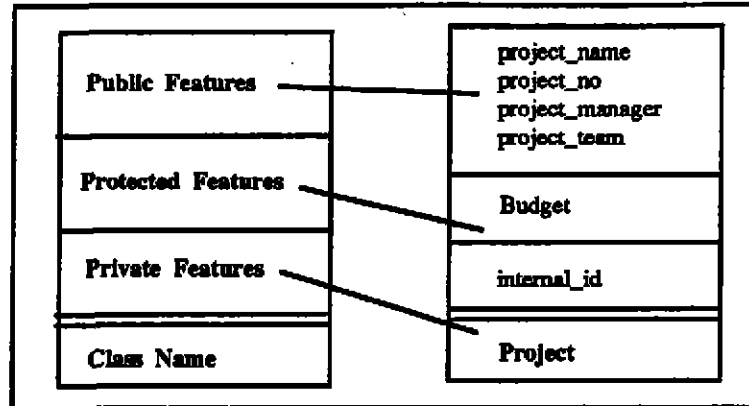 Public Features
Protected Features
Private Features
Class Name
project_name
project_no
project_manager
project_team
Budget
internal_id
Project